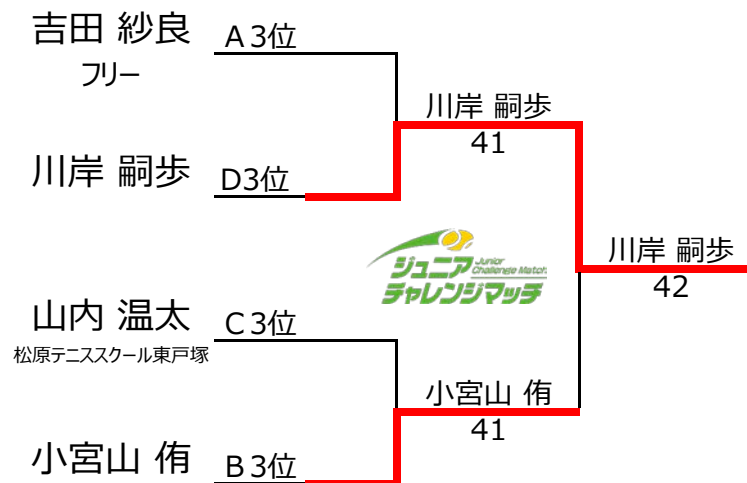 吉田 紗良
A3位
フリー
川岸 嗣歩
41
川岸 嗣歩
D3位
ジュニア
Junior
Challenge Match
チャレンジマッチ
川岸 嗣歩
42
山内 温太
C3位
松原テニススクール東戸塚
小宮山 侑
41
小宮山 侑
B3位